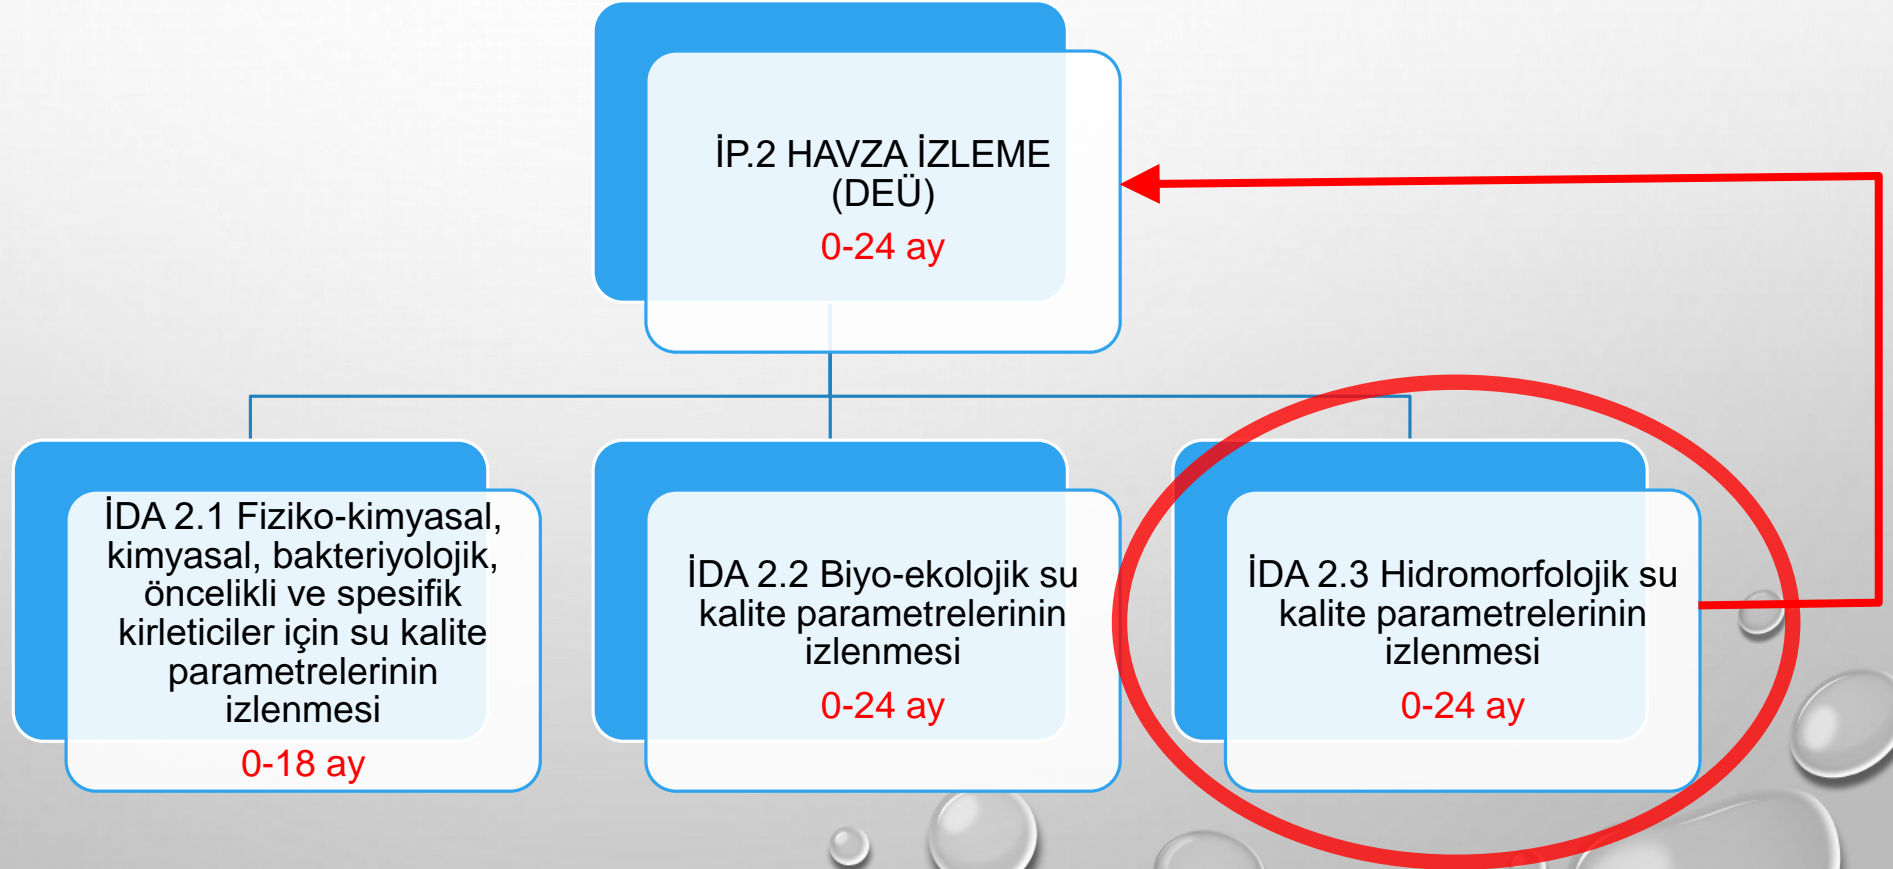 İP.2 HAVZA İZLEME
(DEÜ)
0-24 ay
İDA 2.1 Fiziko-kimyasal,
kimyasal, bakteriyolojik,
öncelikli ve spesifik
kirleticiler için su kalite
parametrelerinin
izlenmesi
0-18 ay
İDA 2.2 Biyo-ekolojik su
kalite parametrelerinin
izlenmesi
0-24 ay
İDA 2.3 Hidromorfolojik su
kalite parametrelerinin
izlenmesi
0-24 ay